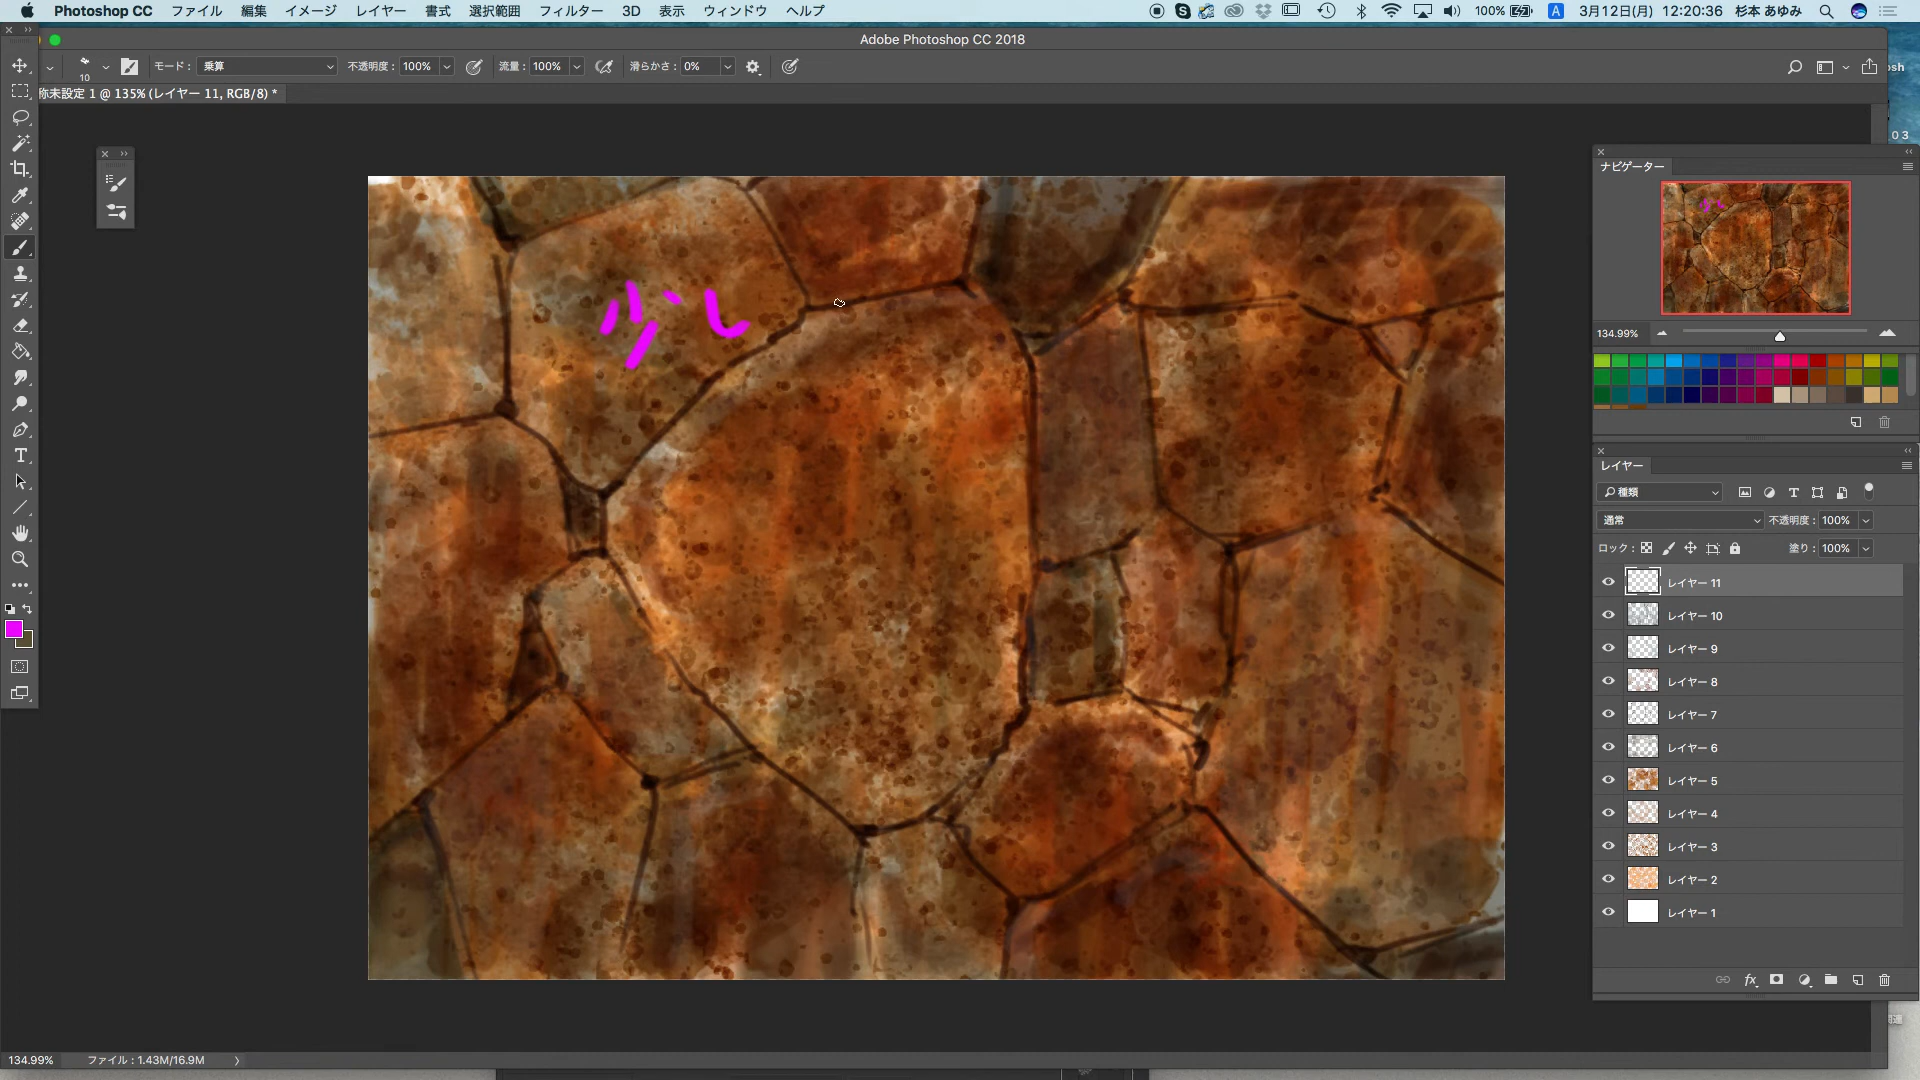 Photoshop CC ファイル 編集 イメージ レイヤー 書式 選択範囲 フィルター 3D 表示 ウィンドウ ヘルプ 100% A 3月12日(月) 12:20:36 杉本 あゆみ
Adobe Photoshop CC 2018
10 モード: 乗算 不透明度: 100% 流量: 100% 滑らかさ: 0%
称未設定 1 @ 135% (レイヤー 11, RGB/8) *
少し
ナビゲーター
134.99%
レイヤー
種類
通常 不透明度: 100%
ロック: 塗り: 100%
レイヤー 11
レイヤー 10
レイヤー 9
レイヤー 8
レイヤー 7
レイヤー 6
レイヤー 5
レイヤー 4
レイヤー 3
レイヤー 2
レイヤー 1
fx
134.99% ファイル : 1.43M/16.9M